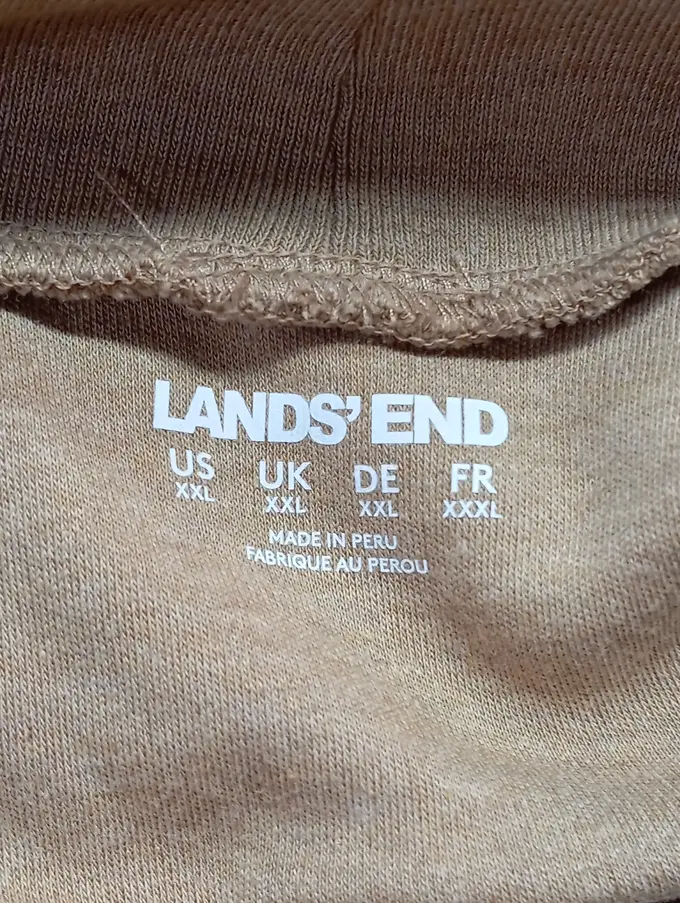 LANDS' END
US UK DE FR
XXL XXL XXL XXXL
MADE IN PERU
FABRIQUE AU PEROU